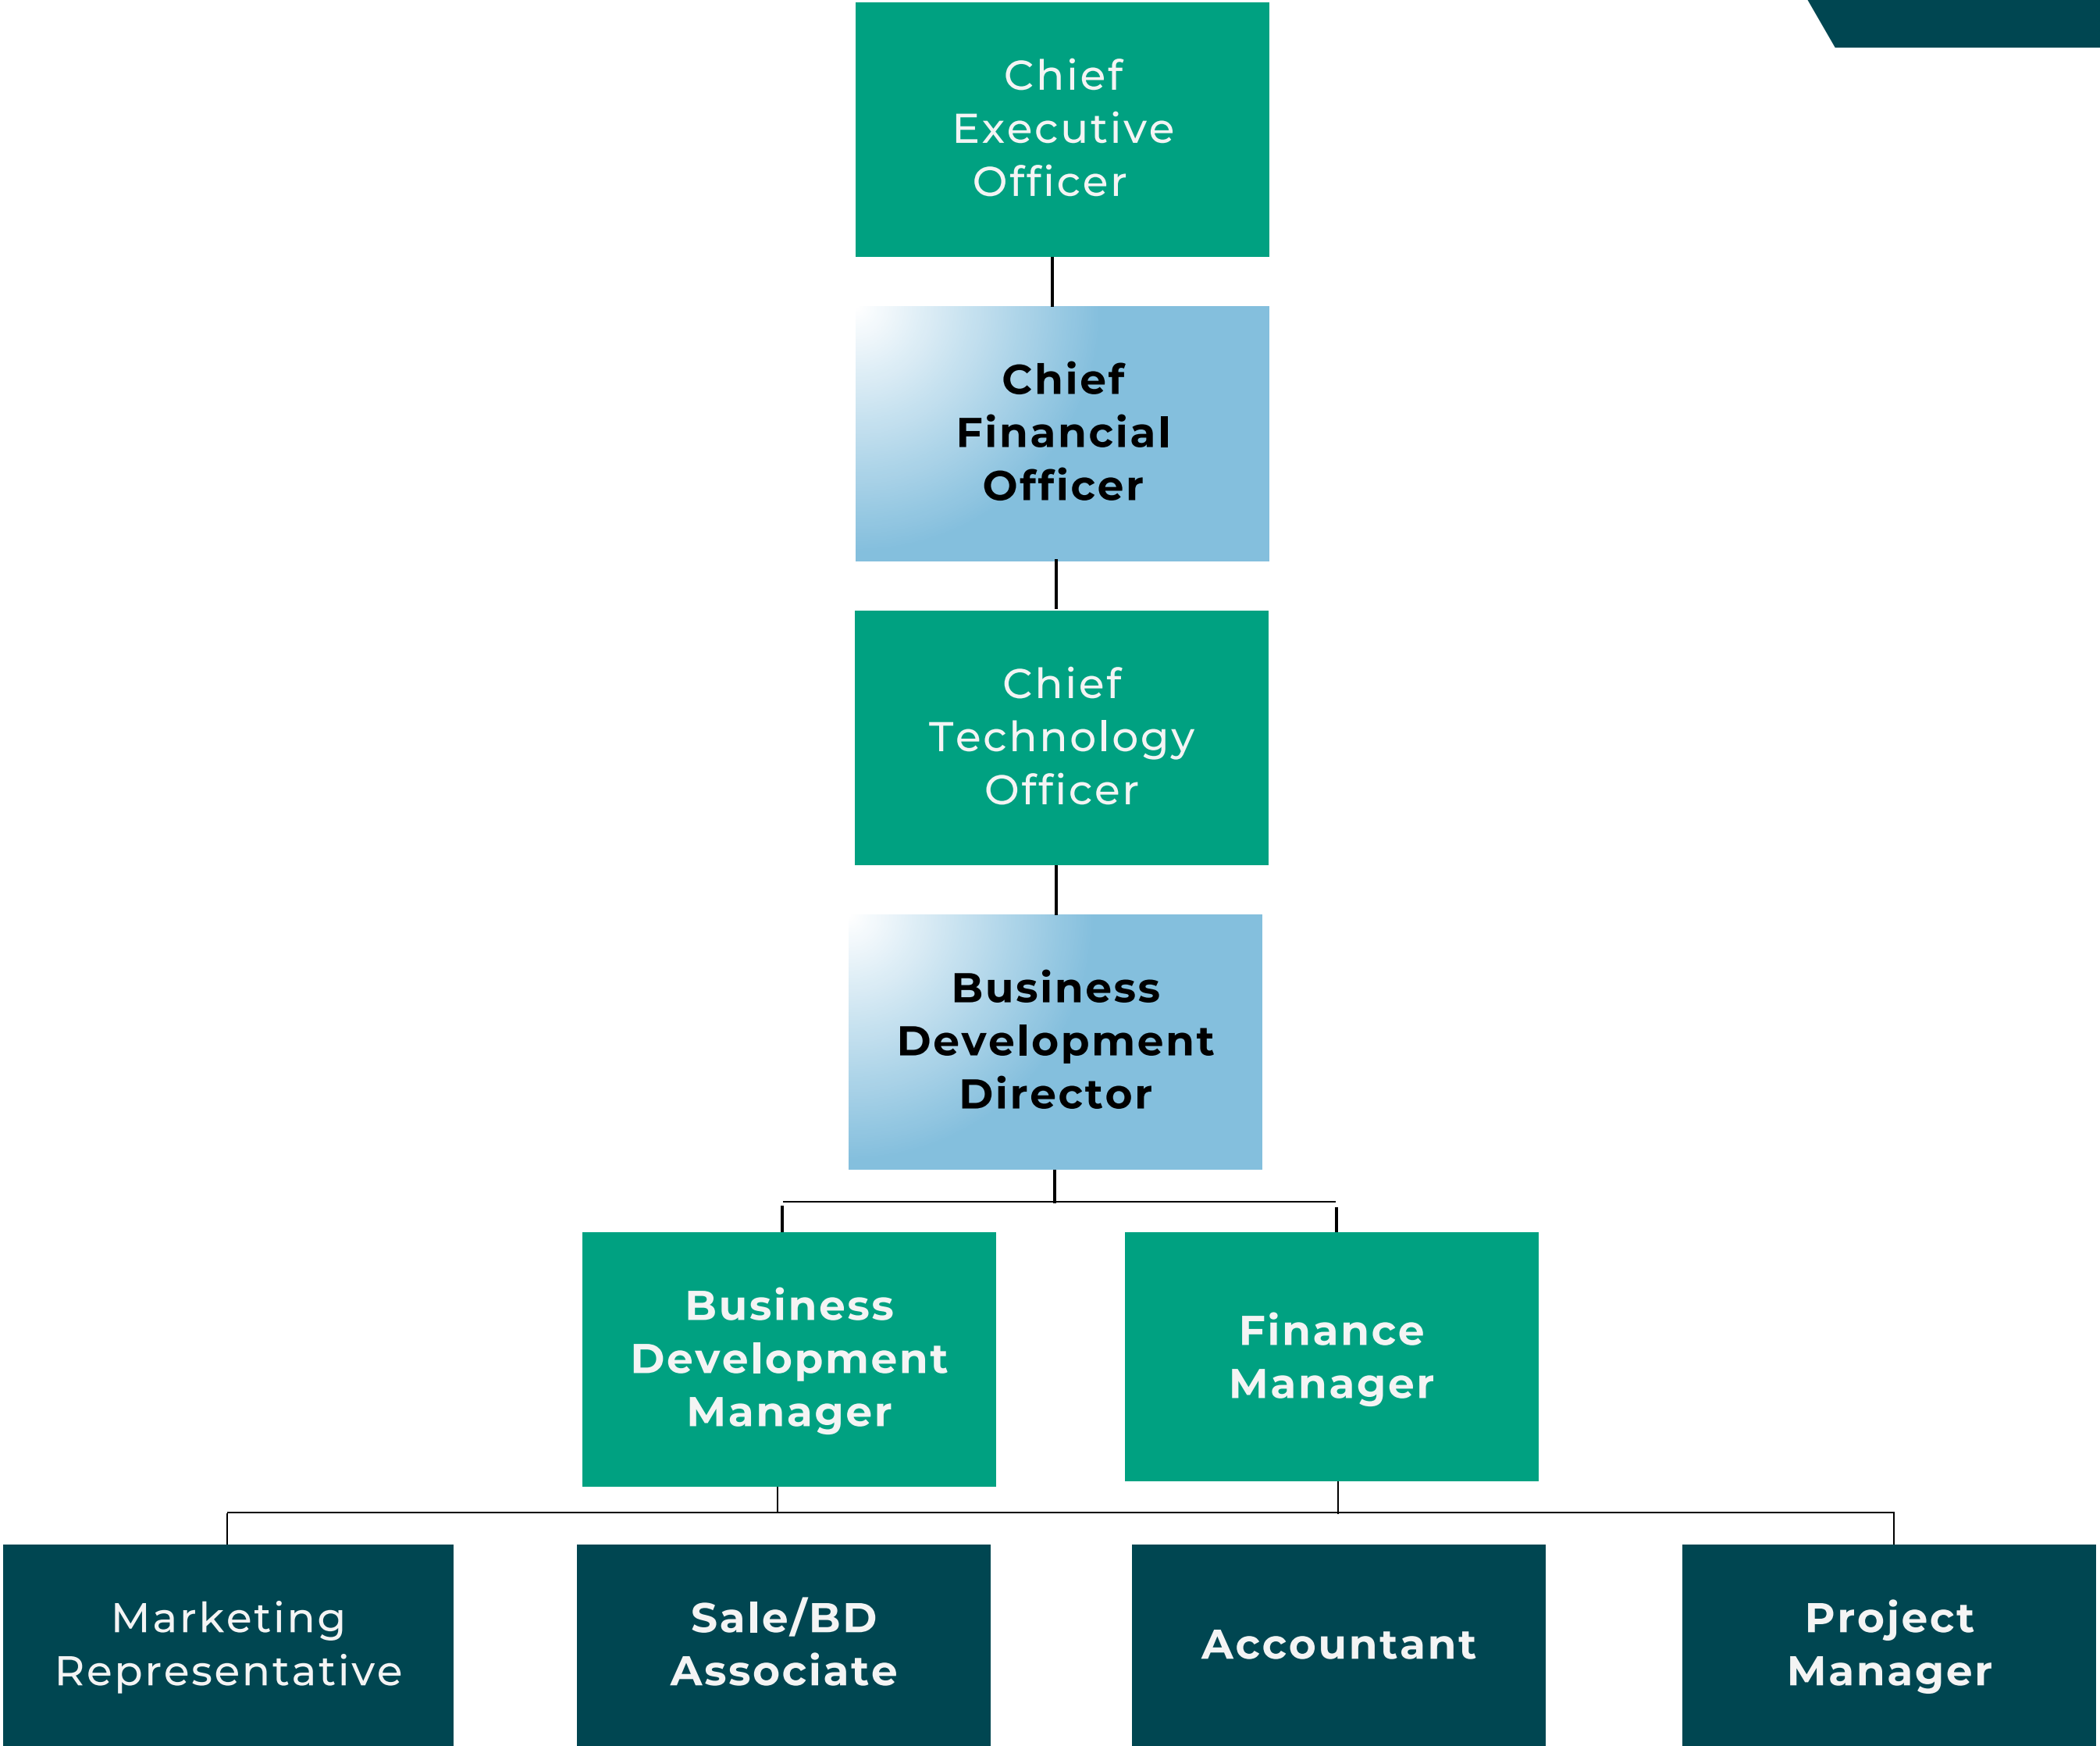 Chief
Executive
Officer
Chief
Financial
Officer
Chief
Technology
Officer
Business
Development
Director
Business
Development
Manager
Finance
Manager
Marketing
Representative
Sale/BD
Associate
Accountant
Project
Manager